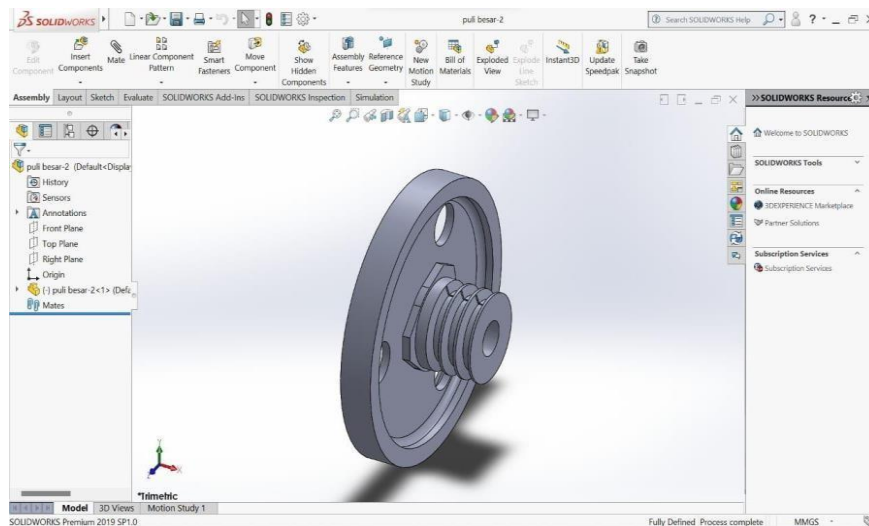 SOLIDWORKS
puli besar-2
Search SOLIDWORKS Help
Edit Component
Insert Components
Mate
Linear Component Pattern
Smart Fasteners
Move Component
Show Hidden Components
Assembly Features
Reference Geometry
New Motion Study
Bill of Materials
Exploded View
Explode Line Sketch
Instant3D
Update Speedpak
Take Snapshot
Assembly Layout Sketch Evaluate SOLIDWORKS Add-Ins SOLIDWORKS Inspection Simulation
SOLIDWORKS Resource
puli besar-2 (Default<Display
History
Sensors
Annotations
Front Plane
Top Plane
Right Plane
Origin
(-) puli besar-2<1> (Defa
Mates
Welcome to SOLIDWORKS
SOLIDWORKS Tools
Online Resources
3DEXPERIENCE Marketplace
Partner Solutions
Subscription Services
Subscription Services
*Trimetric
Model 3D Views Motion Study 1
SOLIDWORKS Premium 2019 SP1.0
Fully Defined Process complete MMGS